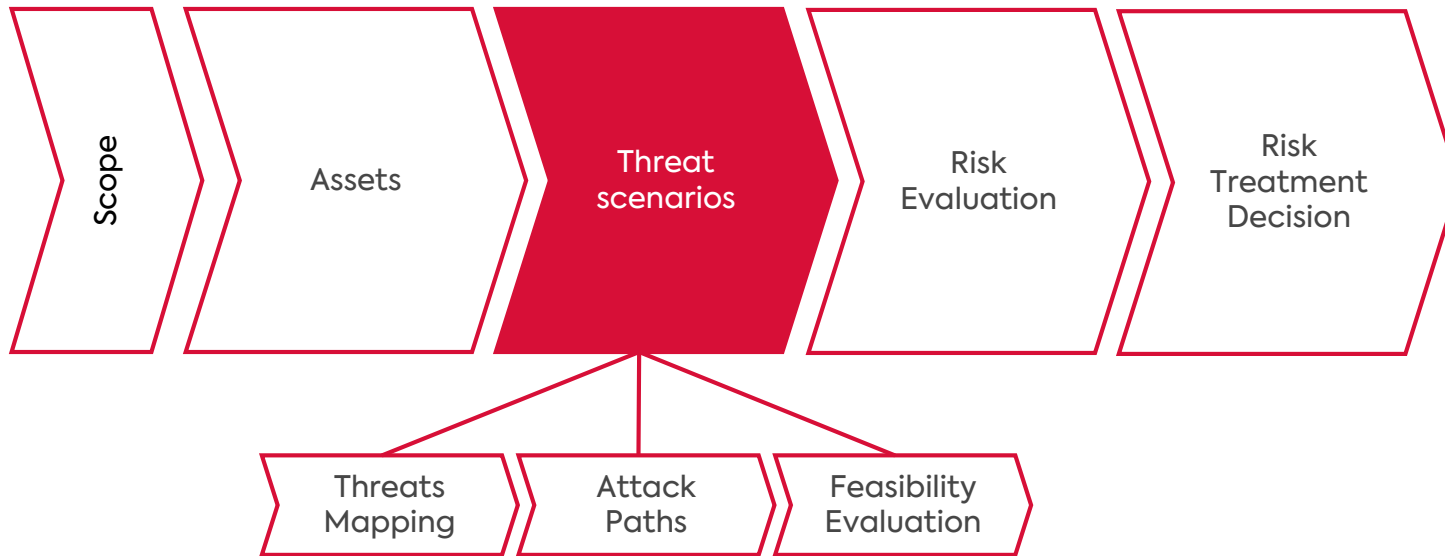 Scope
Assets
Threat
scenarios
Risk
Evaluation
Risk
Treatment
Decision
Threats
Mapping
Attack
Paths
Feasibility
Evaluation